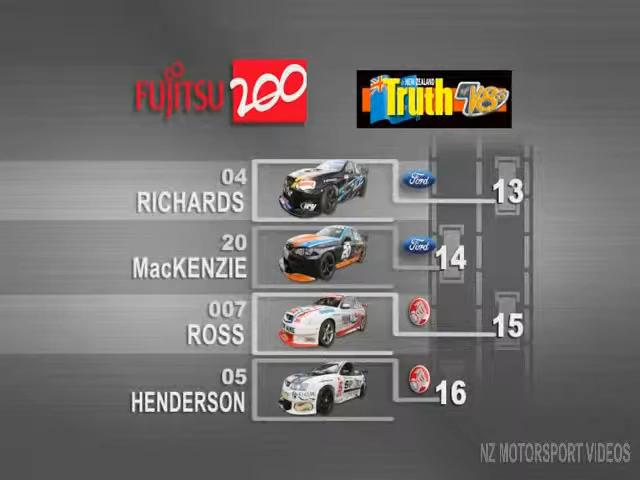 FUJITSU 200
NEW ZEALAND
Truth V8s
04
RICHARDS
Ford
13
20
MacKENZIE
Ford
14
007
ROSS
15
05
HENDERSON
16
NZ MOTORSPORT VIDEOS